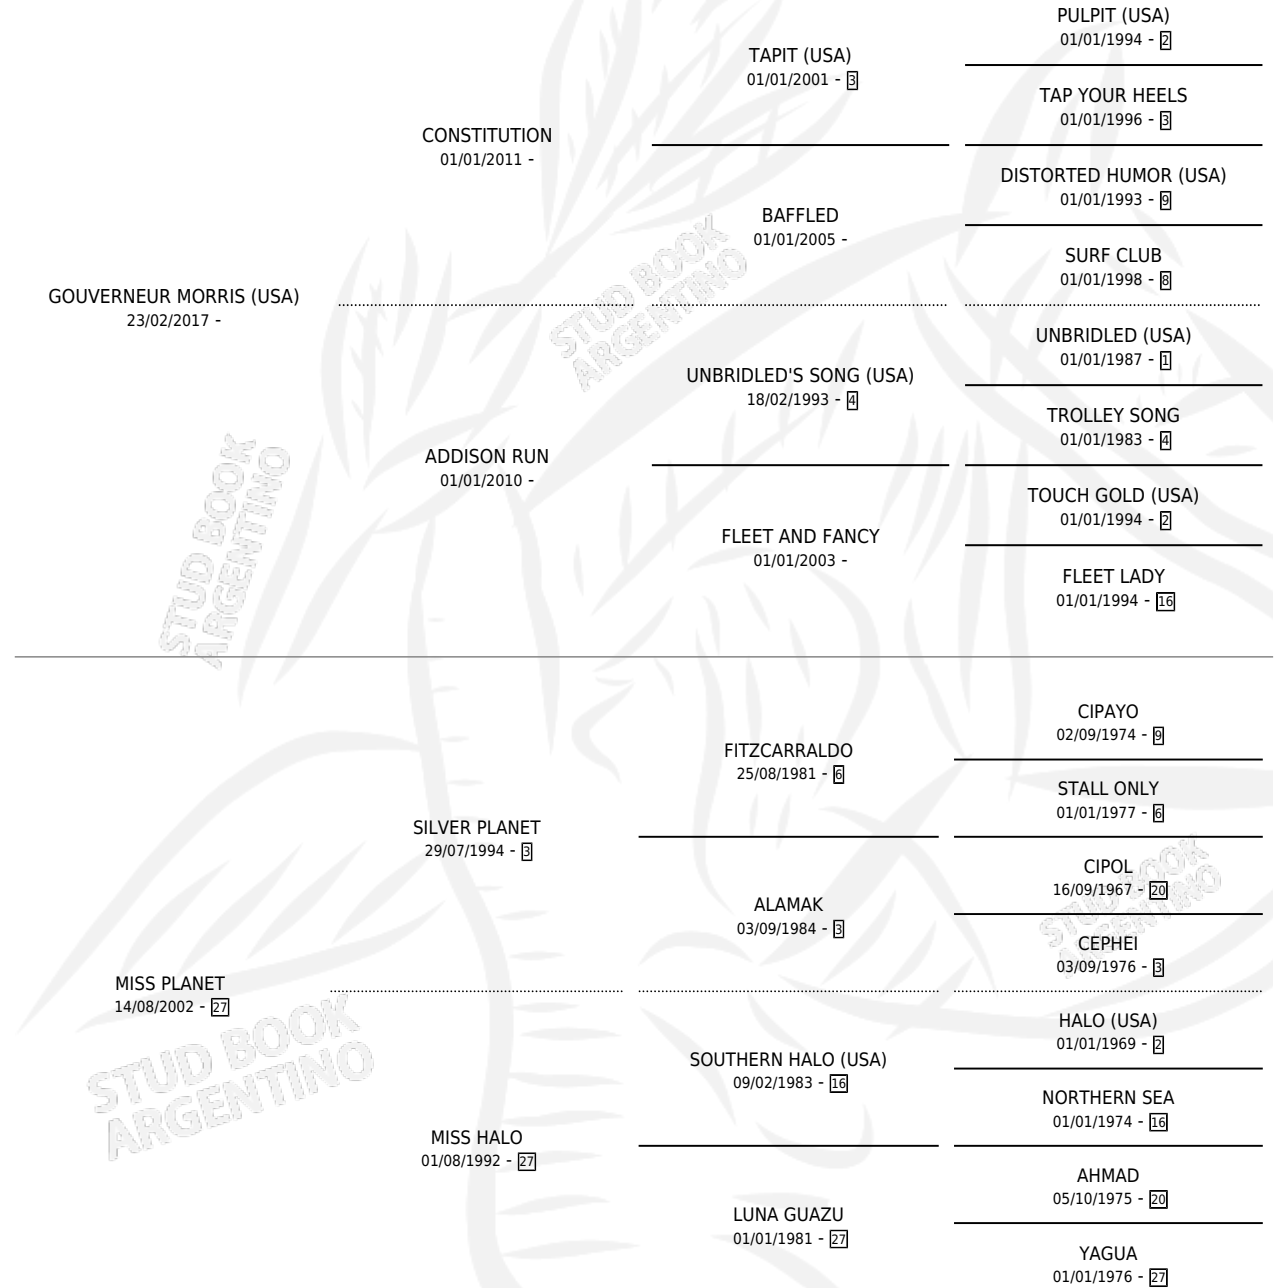 PULPIT (USA)
01/01/1994 - 2
TAPIT (USA)
01/01/2001 - 3
TAP YOUR HEELS
01/01/1996 - 3
CONSTITUTION
01/01/2011 -
DISTORTED HUMOR (USA)
01/01/1993 - 9
BAFFLED
01/01/2005 -
SURF CLUB
01/01/1998 - 8
GOUVERNEUR MORRIS (USA)
23/02/2017 -
UNBRIDLED (USA)
01/01/1987 - 1
UNBRIDLED'S SONG (USA)
18/02/1993 - 4
TROLLEY SONG
01/01/1983 - 4
ADDISON RUN
01/01/2010 -
TOUCH GOLD (USA)
01/01/1994 - 2
FLEET AND FANCY
01/01/2003 -
FLEET LADY
01/01/1994 - 16
CIPAYO
02/09/1974 - 9
FITZCARRALDO
25/08/1981 - 6
STALL ONLY
01/01/1977 - 6
SILVER PLANET
29/07/1994 - 3
CIPOL
16/09/1967 - 20
ALAMAK
03/09/1984 - 3
CEPHEI
03/09/1976 - 3
MISS PLANET
14/08/2002 - 27
HALO (USA)
01/01/1969 - 2
SOUTHERN HALO (USA)
09/02/1983 - 16
NORTHERN SEA
01/01/1974 - 16
MISS HALO
01/08/1992 - 27
AHMAD
05/10/1975 - 20
LUNA GUAZU
01/01/1981 - 27
YAGUA
01/01/1976 - 27
STUD BOOK
ARGENTINO
STUD BOOK
ARGENTINO
STUD BOOK
ARGENTINO
STUD BOOK
ARGENTINO